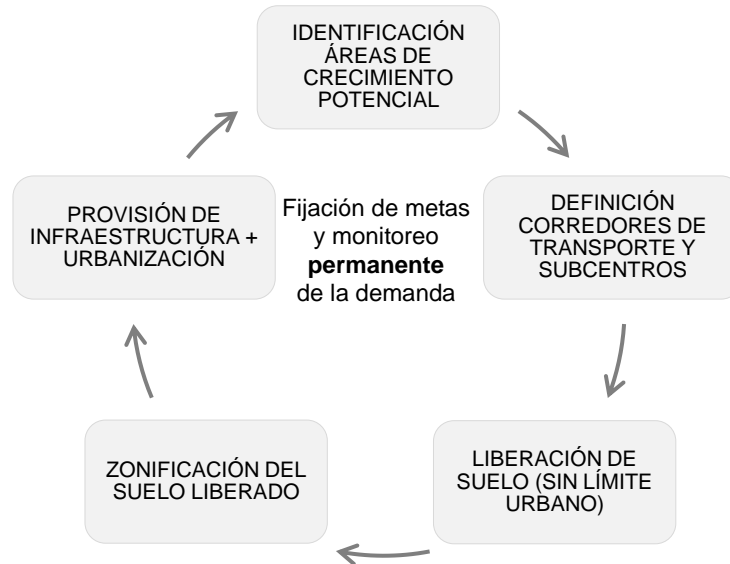 IDENTIFICACIÓN
ÁREAS DE
CRECIMIENTO
POTENCIAL
DEFINICIÓN
CORREDORES DE
TRANSPORTE Y
SUBCENTROS
LIBERACIÓN DE
SUELO (SIN LÍMITE
URBANO)
ZONIFICACIÓN DEL
SUELO LIBERADO
PROVISIÓN DE
INFRAESTRUCTURA +
URBANIZACIÓN
Fijación de metas
y monitoreo
permanente
de la demanda